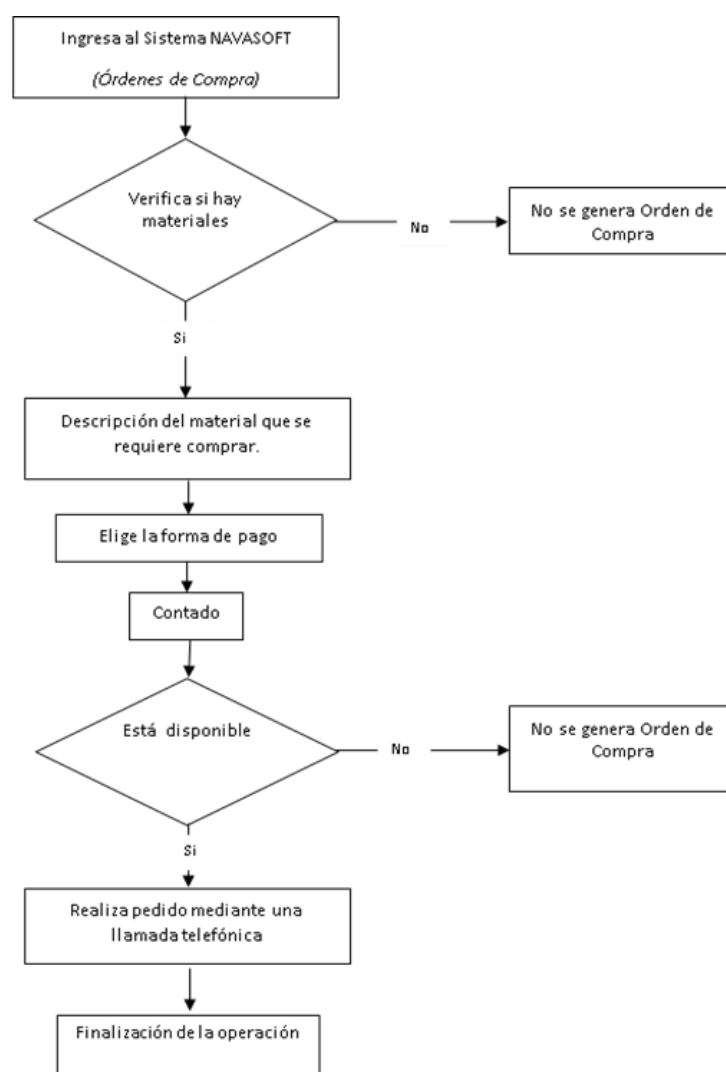 Ingresa al Sistema NAVASOFT
(Órdenes de Compra)
Verifica si hay
materiales
No
No se genera Orden de
Compra
Si
Descripción del material que se
requiere comprar.
Elige la forma de pago
Contado
Está disponible
No
No se genera Orden de
Compra
Si
Realiza pedido mediante una
llamada telefónica
Finalización de la operación